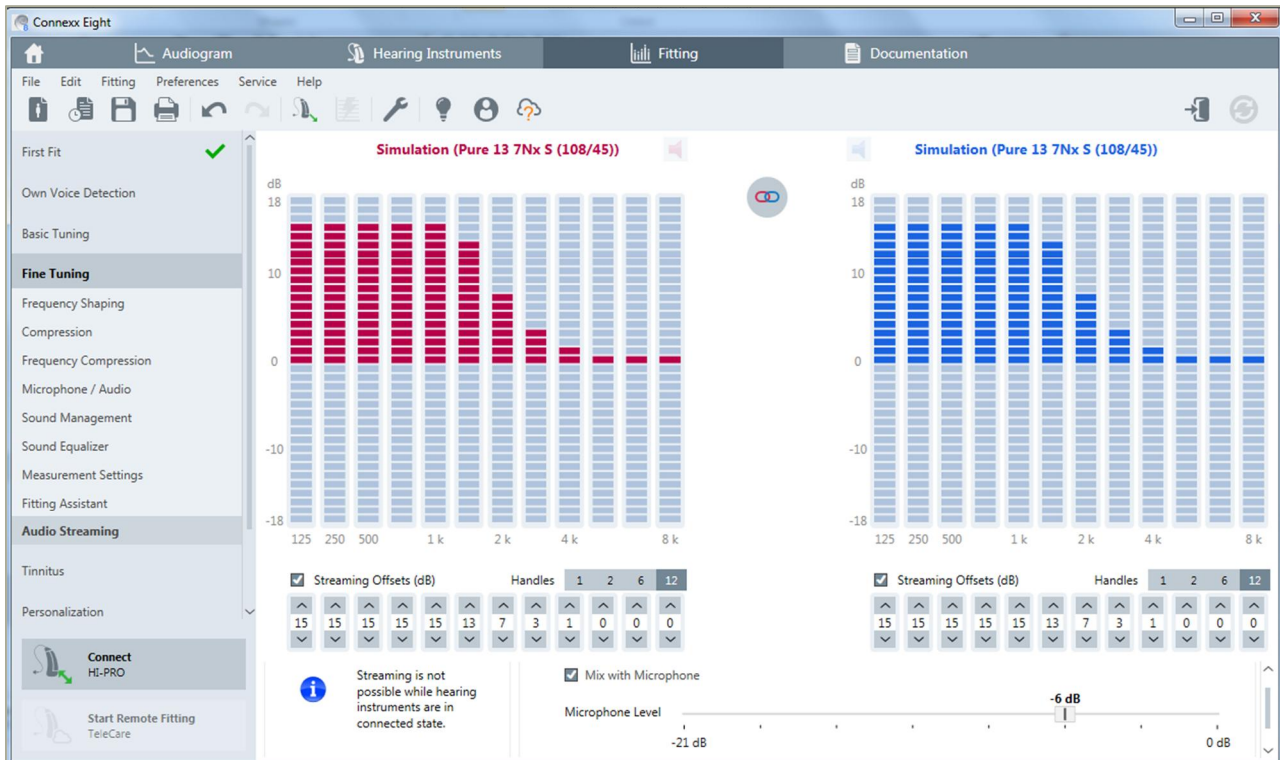 Connexx Eight
Audiogram Hearing Instruments Fitting Documentation
File Edit Fitting Preferences Service Help
First Fit
Own Voice Detection
Basic Tuning
Fine Tuning
Frequency Shaping
Compression
Frequency Compression
Microphone / Audio
Sound Management
Sound Equalizer
Measurement Settings
Fitting Assistant
Audio Streaming
Tinnitus
Personalization
Connect
HI-PRO
Start Remote Fitting
TeleCare
Simulation (Pure 13 7Nx S (108/45))
dB
18
10
0
-10
-18
125 250 500 1 k 2 k 4 k 8 k
Streaming Offsets (dB) Handles 1 2 6 12
15 15 15 15 15 13 7 3 1 0 0 0
Simulation (Pure 13 7Nx S (108/45))
dB
18
10
0
-10
-18
125 250 500 1 k 2 k 4 k 8 k
Streaming Offsets (dB) Handles 1 2 6 12
15 15 15 15 15 13 7 3 1 0 0 0
Streaming is not
possible while hearing
instruments are in
connected state.
Mix with Microphone
Microphone Level
-6 dB
-21 dB 0 dB